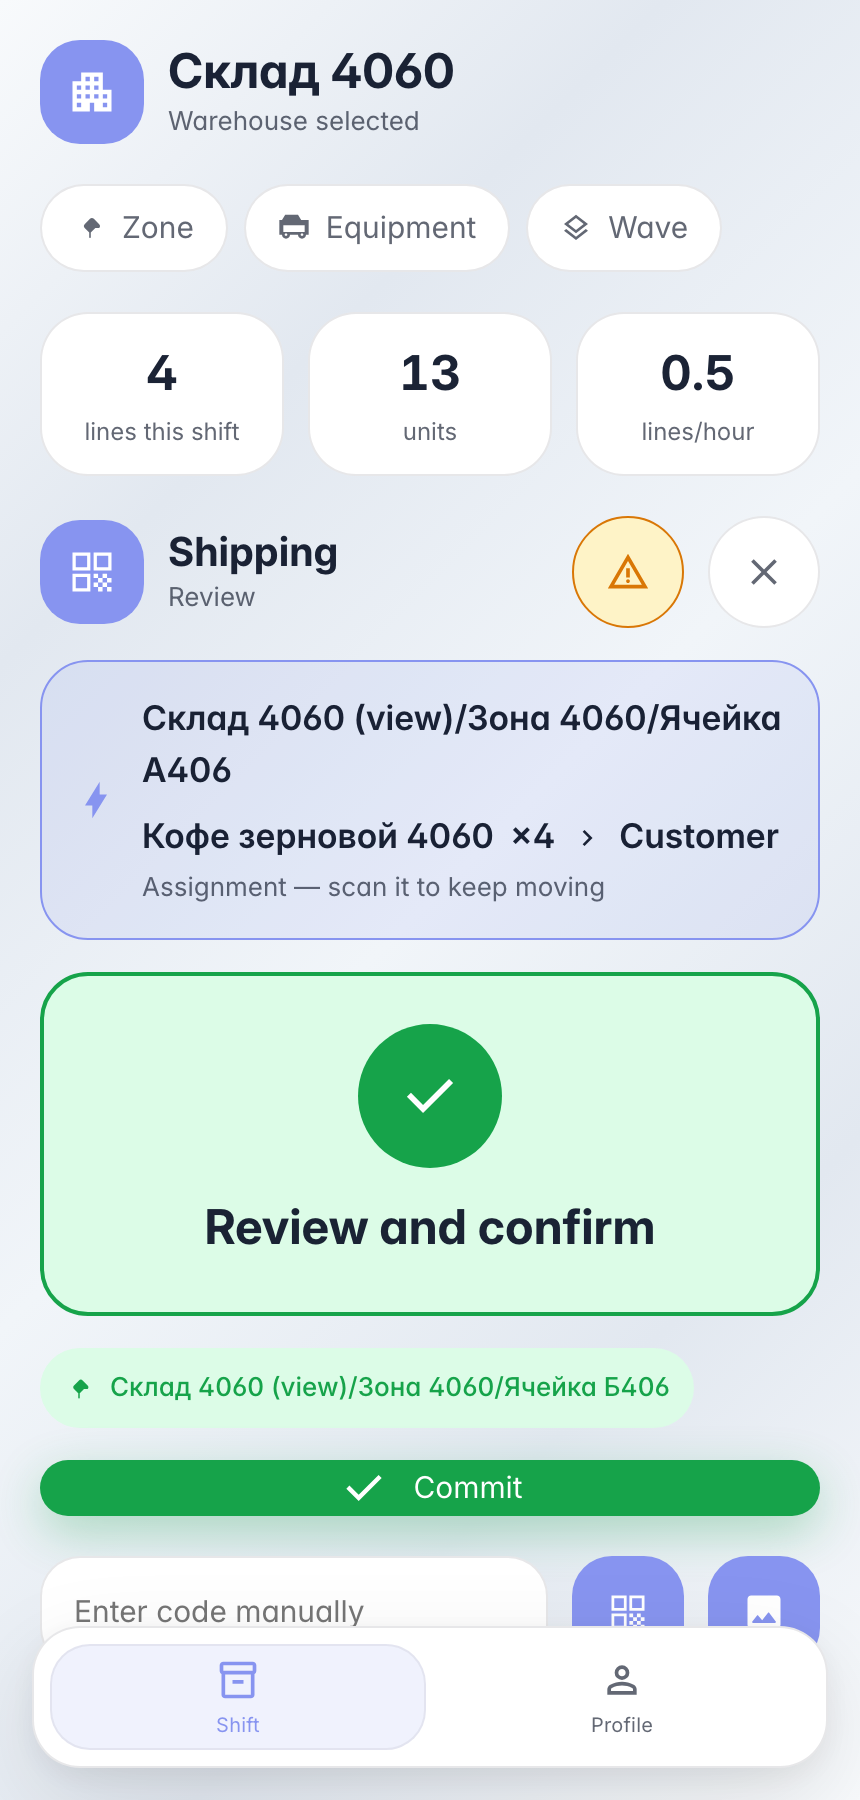 Склад 4060
Warehouse selected
Zone
Equipment
Wave
4
lines this shift
13
units
0.5
lines/hour
Shipping
Review
Склад 4060 (view)/Зона 4060/Ячейка
А406
Кофе зерновой 4060 ×4 › Customer
Assignment — scan it to keep moving
Review and confirm
Склад 4060 (view)/Зона 4060/Ячейка Б406
Commit
Enter code manually
Shift
Profile